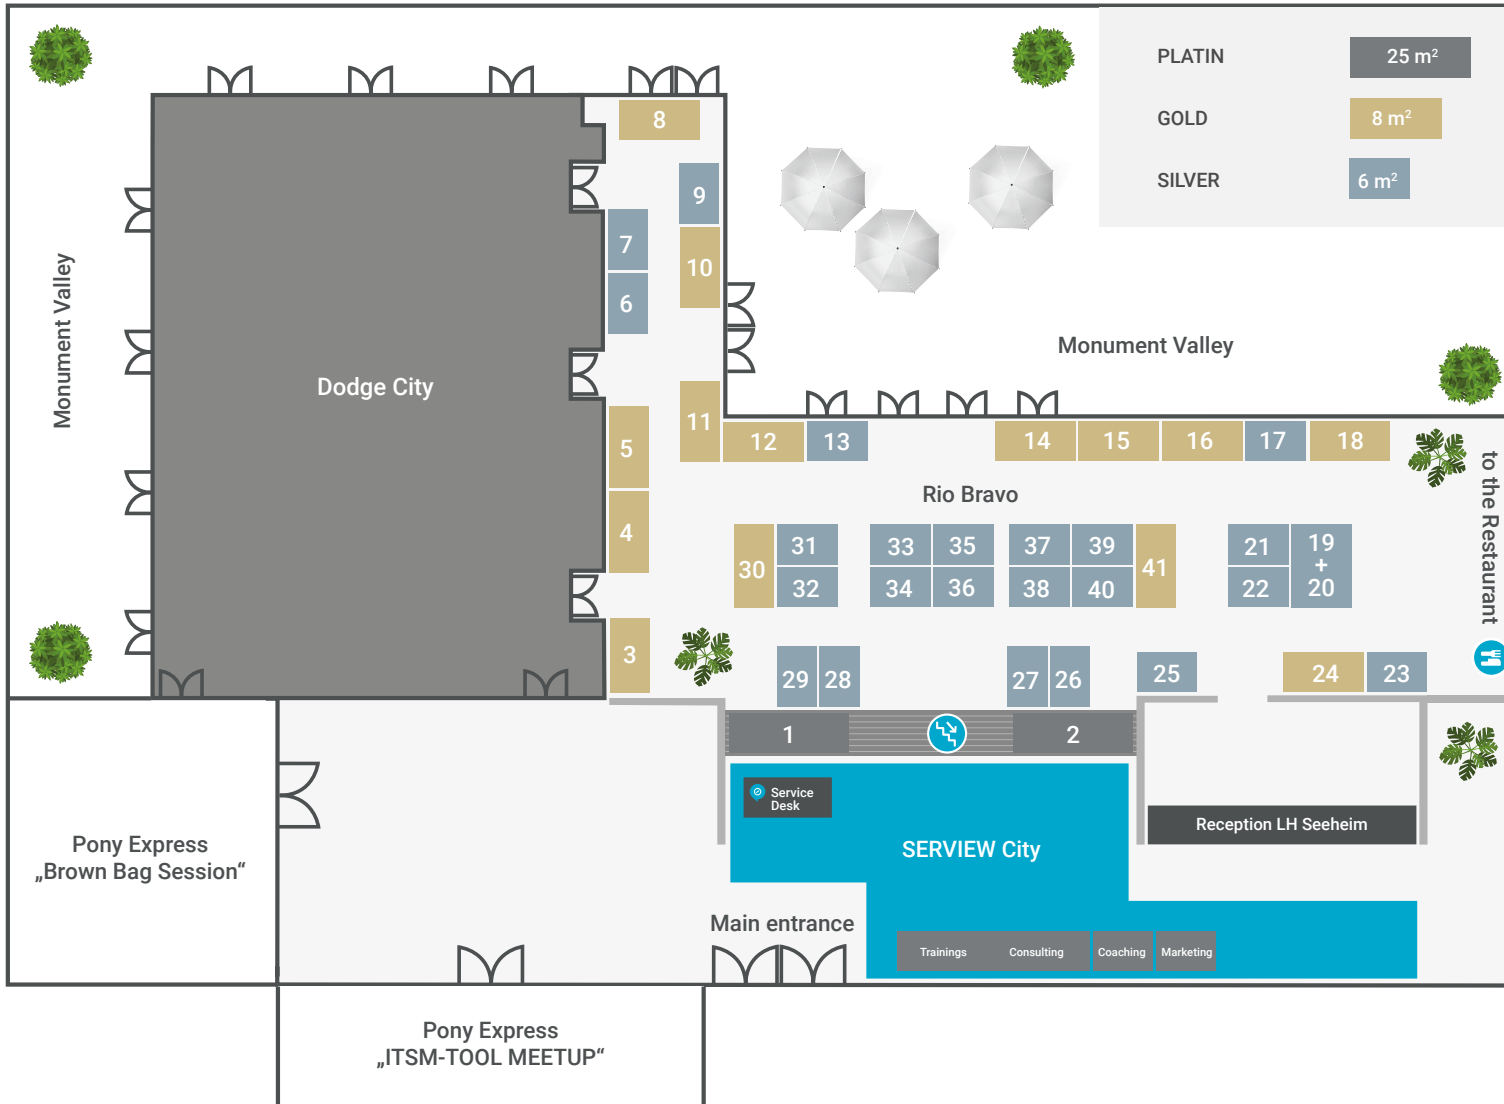 PLATIN
25 m²
GOLD
8 m²
SILVER
6 m²
8
9
7
10
6
Monument Valley
Monument Valley
Dodge City
11
5
12
13
14
15
16
17
18
to the Restaurant
Rio Bravo
4
30
31
32
33
35
34
36
37
39
38
40
41
21
22
19
+
20
3
29
28
27
26
25
24
23
1
2
Service
Desk
SERVIEW City
Reception LH Seeheim
Pony Express
„Brown Bag Session“
Main entrance
Trainings
Consulting
Coaching
Marketing
Pony Express
„ITSM-TOOL MEETUP“